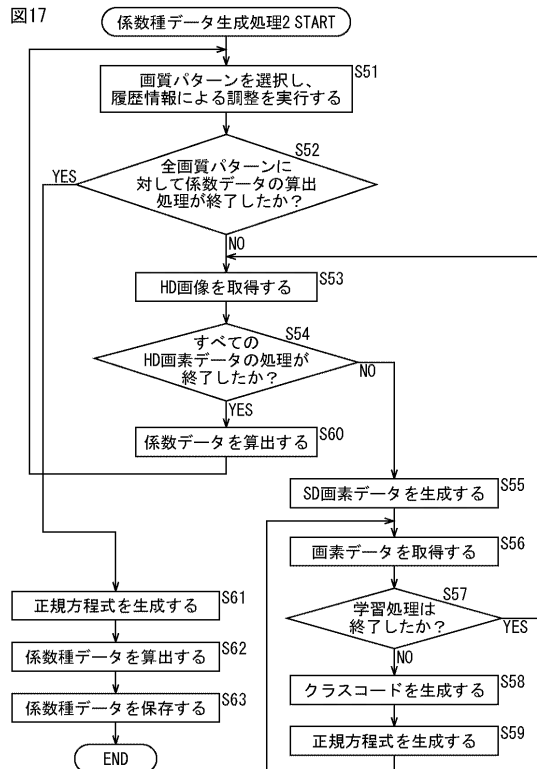 図17
係数種データ生成処理2 START
画質パターンを選択し、
履歴情報による調整を実行する
S51
全画質パターンに
対して係数データの算出
処理が終了したか？
S52
YES
NO
HD画像を取得する
S53
すべての
HD画素データの処理が
終了したか？
S54
NO
YES
係数データを算出する
S60
SD画素データを生成する
S55
画素データを取得する
S56
学習処理は
終了したか？
S57
YES
NO
クラスコードを生成する
S58
正規方程式を生成する
S59
正規方程式を生成する
S61
係数種データを算出する
S62
係数種データを保存する
S63
END